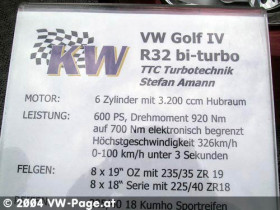 VW Golf IV
R32 bi-turbo
KW
TTC Turbotechnik
Stefan Amann
MOTOR: 6 Zylinder mit 3.200 ccm Hubraum
LEISTUNG: 600 PS, Drehmoment 920 Nm
auf 700 Nm elektronisch begrenzt
Höchstgeschwindigkeit 326km/h
0-100 km/h unter 3 Sekunden
FELGEN: 8 x 19" OZ mit 235/35 ZR 19
8 x 18" Serie mit 225/40 ZR18
18 Kumho Sportreifen
© 2004 VW-Page.at